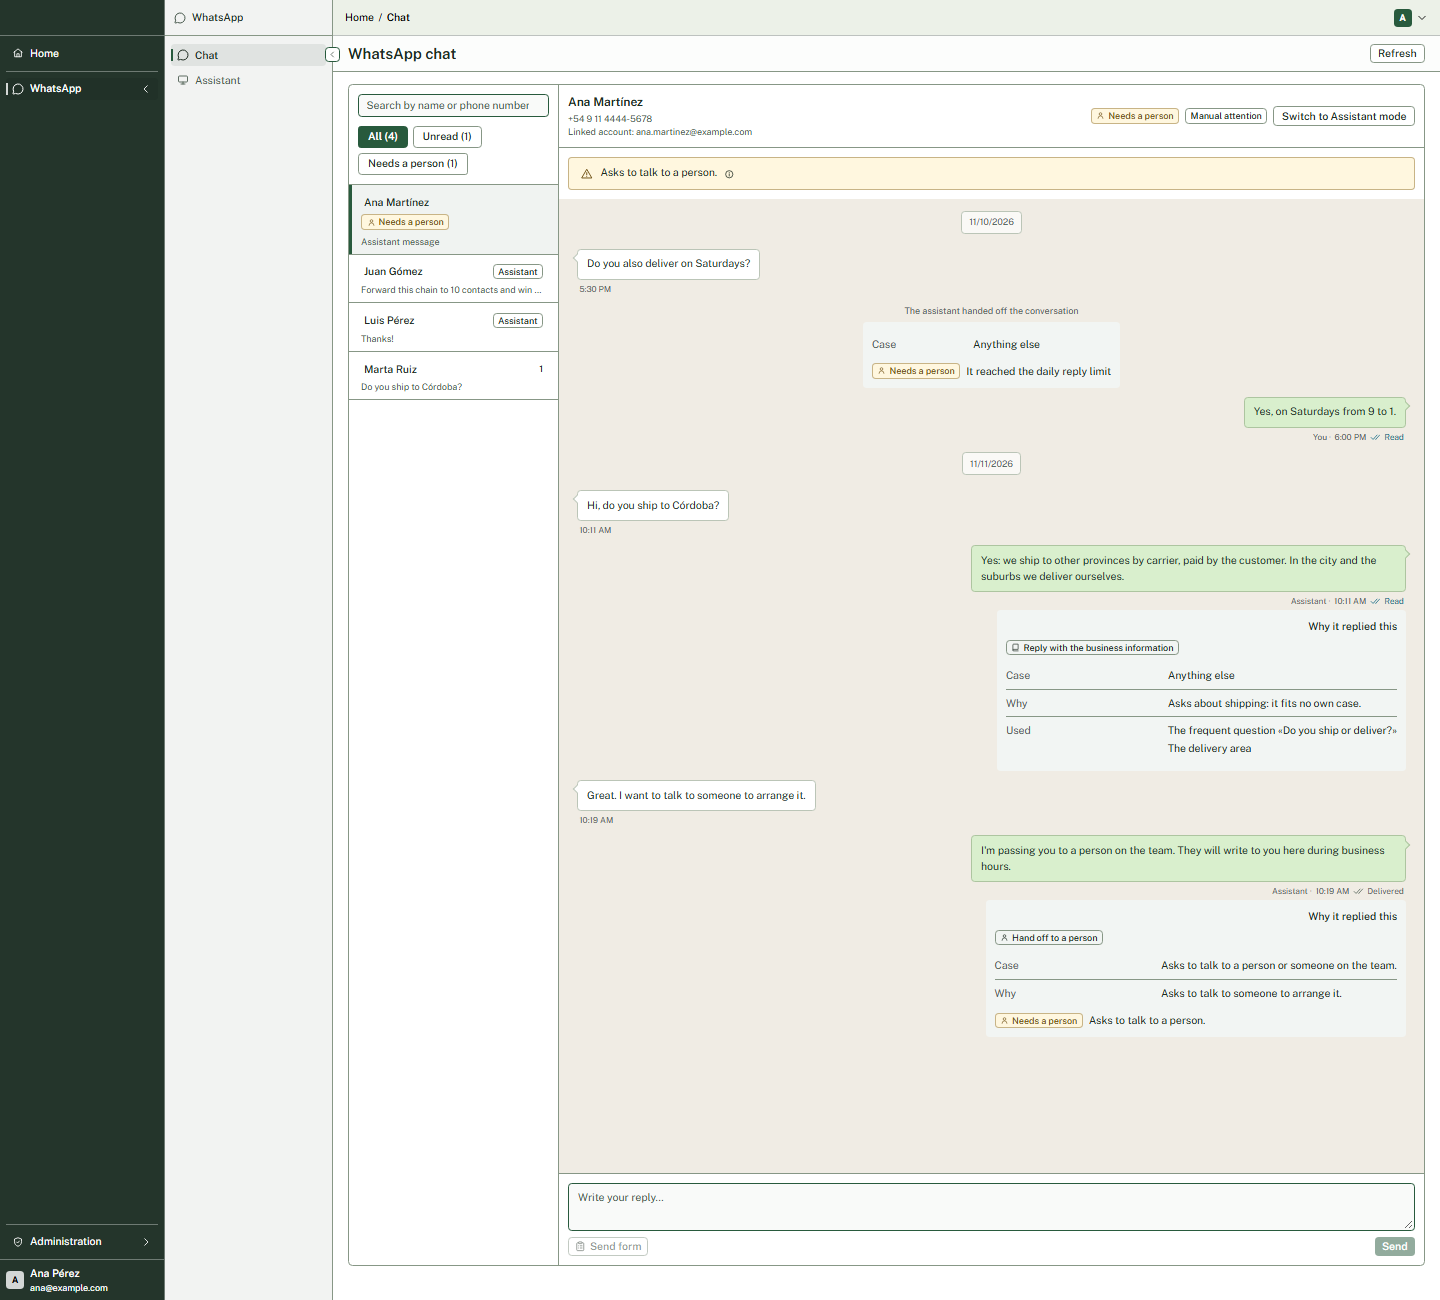 Home
WhatsApp
Administration
A
Ana Pérez
ana@example.com
WhatsApp
Chat
Assistant
Home / Chat
A
WhatsApp chat
Refresh
Search by name or phone number
All (4)
Unread (1)
Needs a person (1)
Ana Martínez
Needs a person
Assistant message
Juan Gómez
Assistant
Forward this chain to 10 contacts and win ...
Luis Pérez
Assistant
Thanks!
Marta Ruiz
1
Do you ship to Córdoba?
Ana Martínez
+54 9 11 4444-5678
Linked account: ana.martinez@example.com
Needs a person
Manual attention
Switch to Assistant mode
Asks to talk to a person.
11/10/2026
Do you also deliver on Saturdays?
5:30 PM
The assistant handed off the conversation
Case Anything else
Needs a person It reached the daily reply limit
Yes, on Saturdays from 9 to 1.
You · 6:00 PM Read
11/11/2026
Hi, do you ship to Córdoba?
10:11 AM
Yes: we ship to other provinces by carrier, paid by the customer. In the city and the
suburbs we deliver ourselves.
Assistant · 10:11 AM Read
Why it replied this
Reply with the business information
Case Anything else
Why Asks about shipping: it fits no own case.
Used The frequent question «Do you ship or deliver?»
The delivery area
Great. I want to talk to someone to arrange it.
10:19 AM
I'm passing you to a person on the team. They will write to you here during business
hours.
Assistant · 10:19 AM Delivered
Why it replied this
Hand off to a person
Case Asks to talk to a person or someone on the team.
Why Asks to talk to someone to arrange it.
Needs a person Asks to talk to a person.
Write your reply...
Send form
Send